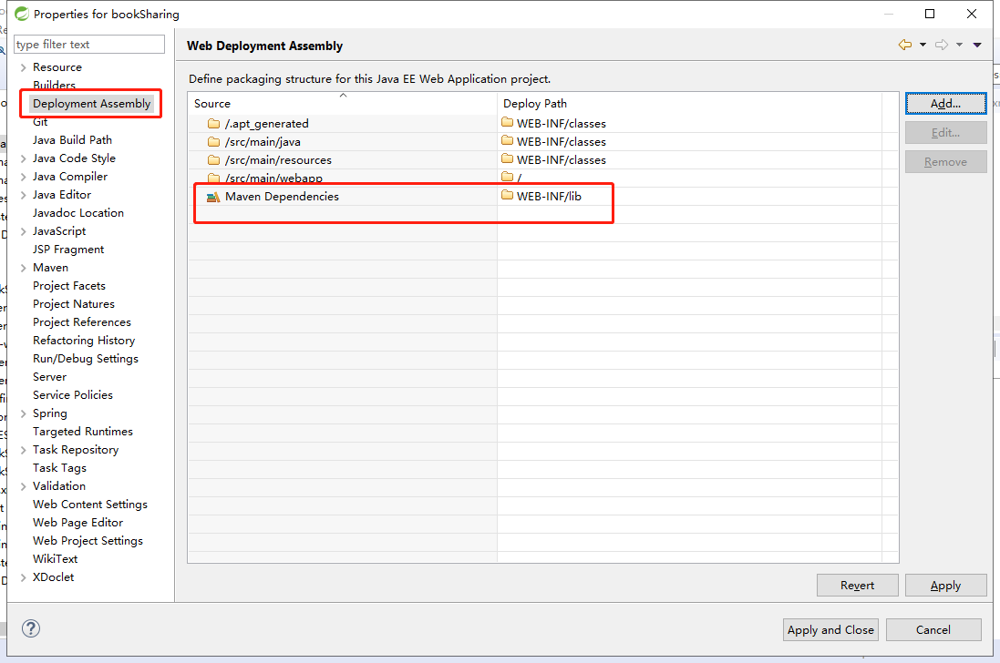 Properties for bookSharing
type filter text
Web Deployment Assembly
Resource
Builders
Deployment Assembly
Git
Java Build Path
Java Code Style
Java Compiler
Java Editor
Javadoc Location
JavaScript
JSP Fragment
Maven
Project Facets
Project Natures
Project References
Refactoring History
Run/Debug Settings
Server
Service Policies
Spring
Targeted Runtimes
Task Repository
Task Tags
Validation
Web Content Settings
Web Page Editor
Web Project Settings
WikiText
XDoclet
Define packaging structure for this Java EE Web Application project.
Source Deploy Path
/.apt_generated WEB-INF/classes
/src/main/java WEB-INF/classes
/src/main/resources WEB-INF/classes
/src/main/webapp /
Maven Dependencies WEB-INF/lib
Add...
Edit...
Remove
Revert Apply
? Apply and Close Cancel